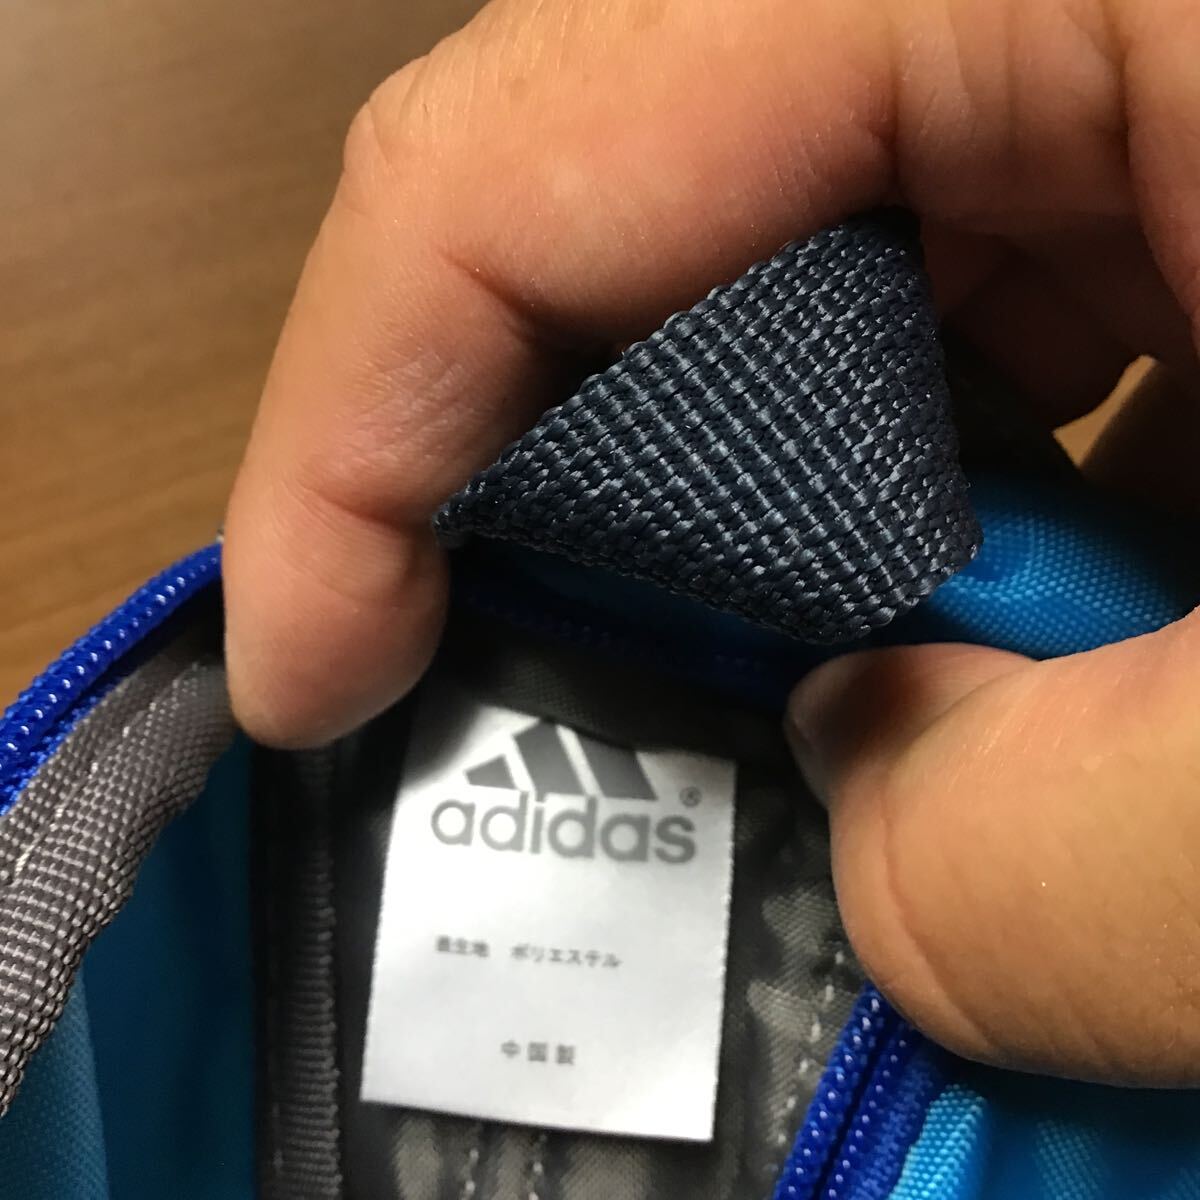 adidas®
表生地 ポリエステル
中国製